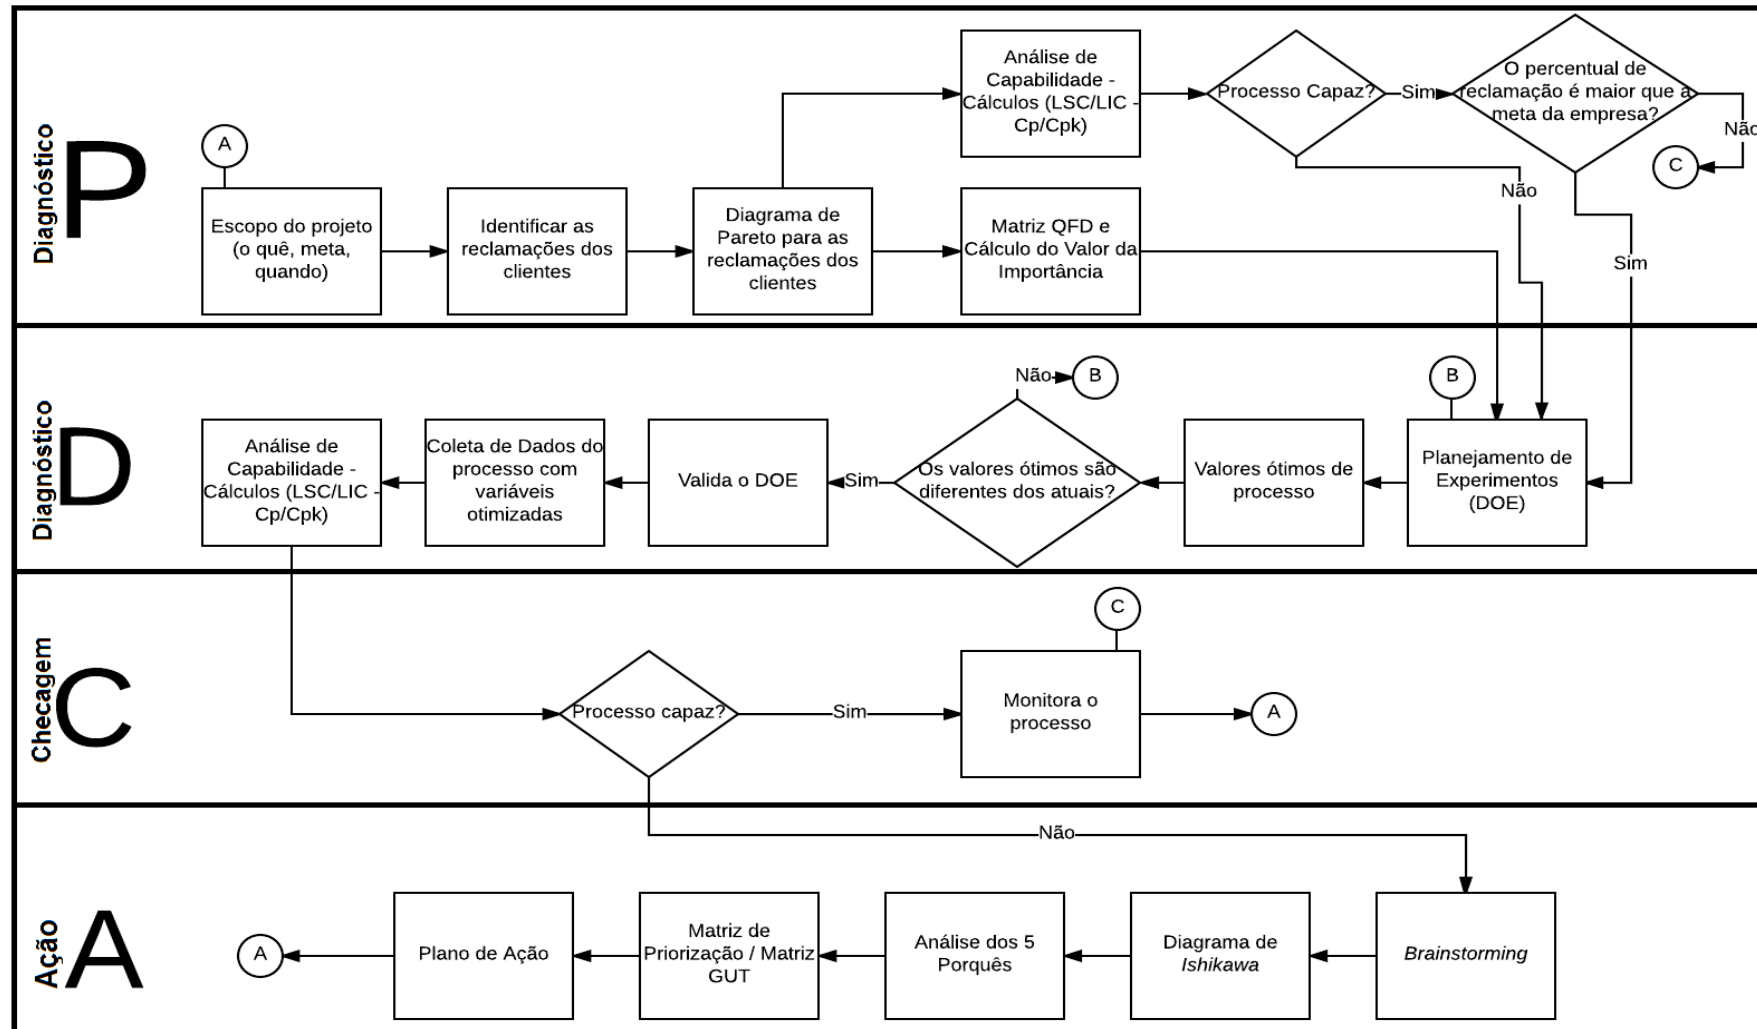 Diagnóstico
P
A
Escopo do projeto
(o quê, meta,
quando)
Identificar as
reclamações dos
clientes
Diagrama de
Pareto para as
reclamações dos
clientes
Análise de
Capabilidade -
Cálculos (LSC/LIC -
Cp/Cpk)
Matriz QFD e
Cálculo do Valor da
Importância
Processo Capaz?
Sim
Não
O percentual de
reclamação é maior que a
meta da empresa?
Não
C
Sim
Diagnóstico
D
B
Planejamento de
Experimentos
(DOE)
Valores ótimos de
processo
Os valores ótimos são
diferentes dos atuais?
Não
B
Sim
Valida o DOE
Coleta de Dados do
processo com
variáveis
otimizadas
Análise de
Capabilidade -
Cálculos (LSC/LIC -
Cp/Cpk)
Checagem
C
Processo capaz?
Sim
C
Monitora o
processo
A
Não
Ação
A
Brainstorming
Diagrama de
Ishikawa
Análise dos 5
Porquês
Matriz de
Priorização / Matriz
GUT
Plano de Ação
A